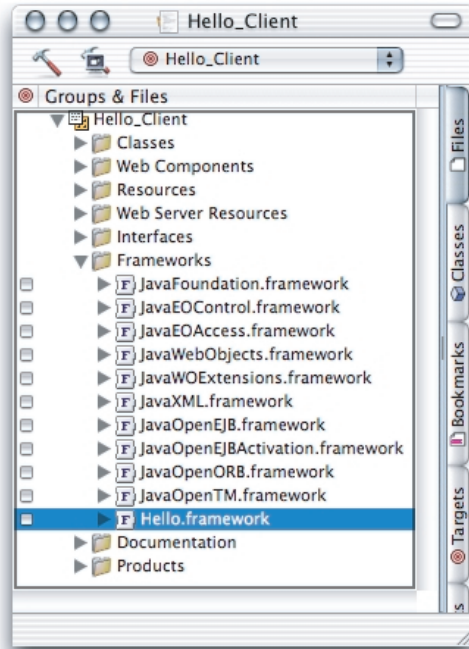 Hello_Client
Hello_Client
Groups & Files
Hello_Client
Classes
Web Components
Resources
Web Server Resources
Interfaces
Frameworks
JavaFoundation.framework
JavaEOControl.framework
JavaEOAccess.framework
JavaWebObjects.framework
JavaWOExtensions.framework
JavaXML.framework
JavaOpenEJB.framework
JavaOpenEJBActivation.framework
JavaOpenORB.framework
JavaOpenTM.framework
Hello.framework
Documentation
Products
Files
Classes
Bookmarks
Targets